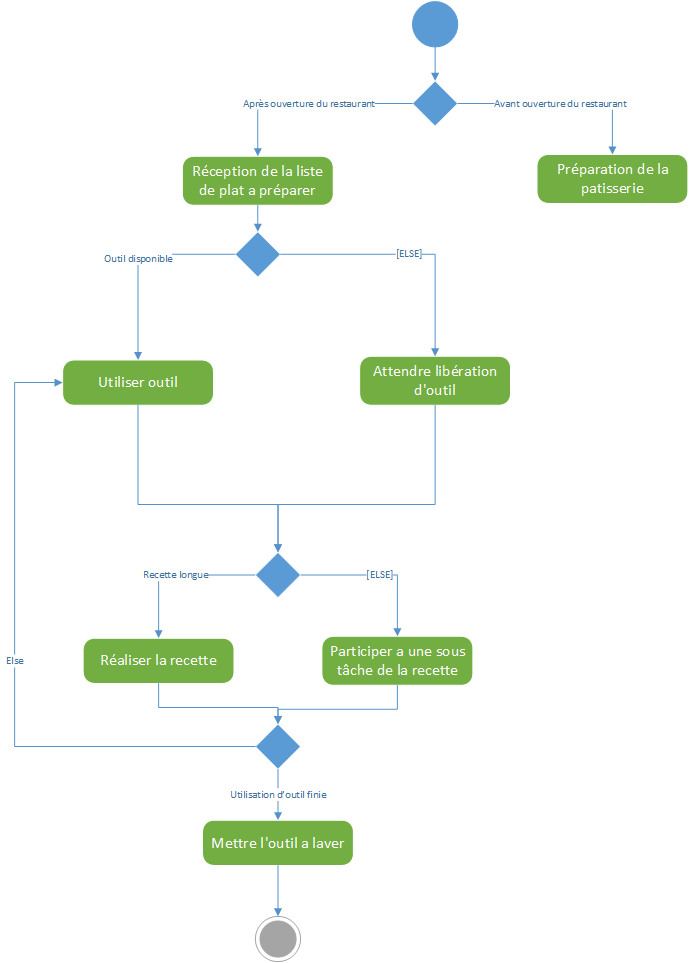 Après ouverture du restaurant
Avant ouverture du restaurant
Réception de la liste
de plat a préparer
Préparation de la
patisserie
Outil disponible
[ELSE]
Utiliser outil
Attendre libération
d'outil
Recette longue
[ELSE]
Réaliser la recette
Participer a une sous
tâche de la recette
Else
Utilisation d'outil finie
Mettre l'outil a laver